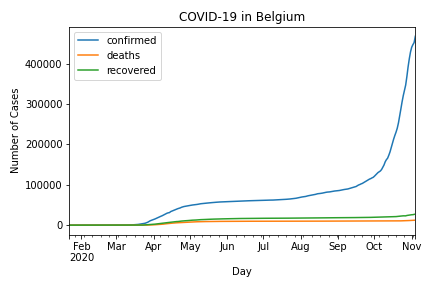 COVID-19 in Belgium
confirmed
deaths
recovered
Number of Cases
400000
300000
200000
100000
0
Feb Mar Apr May Jun Jul Aug Sep Oct Nov
2020
Day